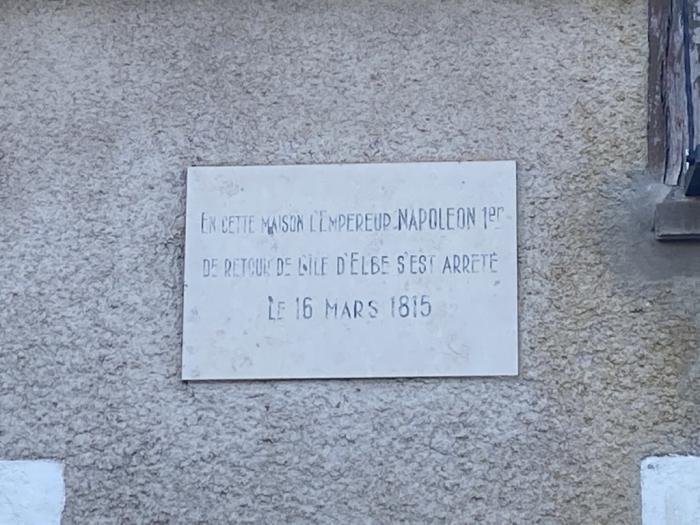 EN CETTE MAISON L'EMPEREUR NAPOLEON 1er
DE RETOUR DE L'ILE D'ELBE S'EST ARRETÉ
LE 16 MARS 1815